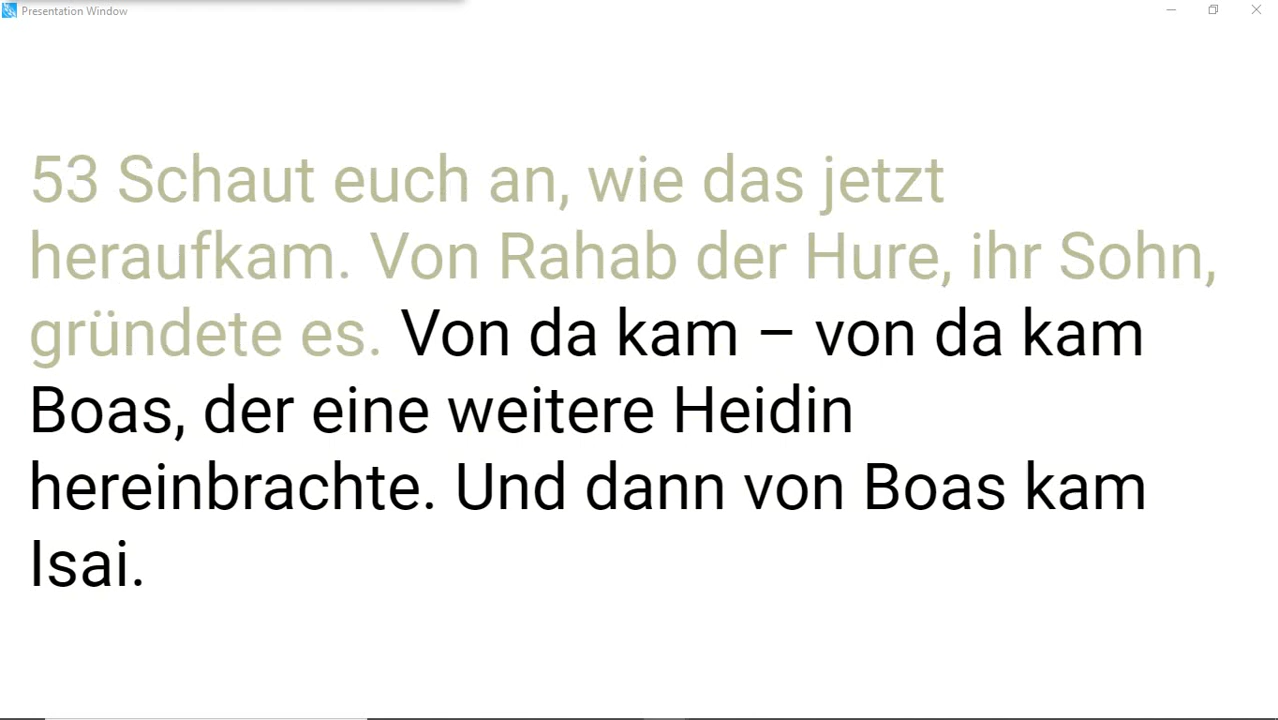 Presentation Window
53 Schaut euch an, wie das jetzt
heraufkam. Von Rahab der Hure, ihr Sohn,
gründete es. Von da kam – von da kam
Boas, der eine weitere Heidin
hereinbrachte. Und dann von Boas kam
Isai.